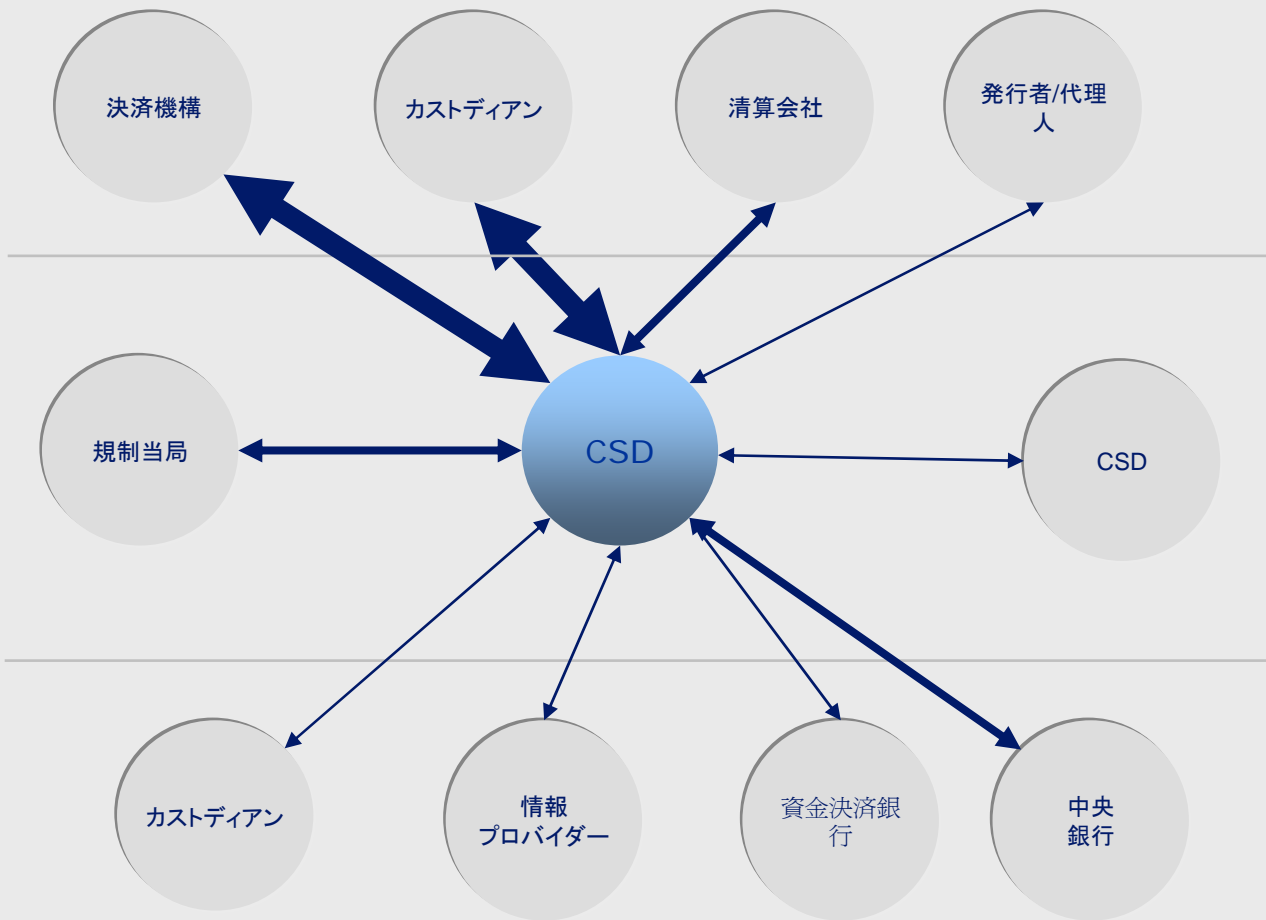 決済機構
カストディアン
清算会社
発行者/代理
人
規制当局
CSD
CSD
カストディアン
情報
プロバイダー
資金決済銀
行
中央
銀行